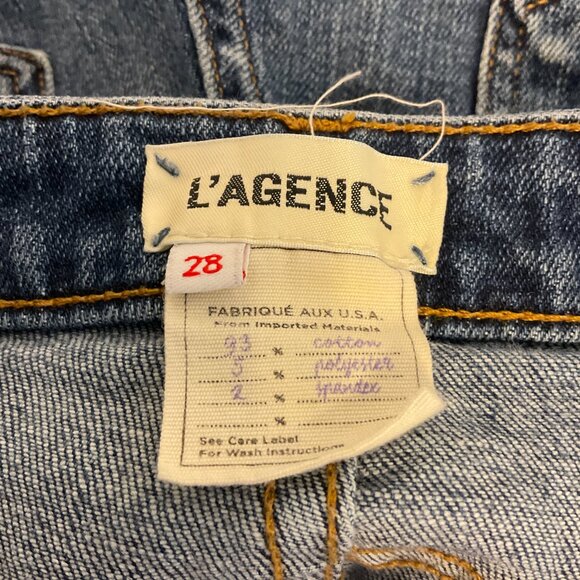 L'AGENCE
28
FABRIQUÉ AUX U.S.A.
From Imported Materials
93 % cotton
5 % polyester
2 % spandex
%
See Care Label
For Wash Instructions